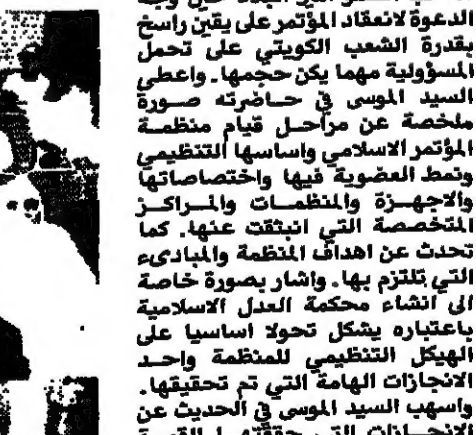 الدعوة لانعقاد المؤتمر على يقين راسخ
بقدرة الشعب الكويتي على تحمل
المسؤولية مهما يكن حجمها. واعطى
السيد الموسى في حاضرته صورة
ملخصة عن مراحل قيام منظمة
المؤتمر الاسلامي واساسها التنظيمي
ونمط العضوية فيها واختصاصاتها
والاجهزة والمنظمات والمراكز
المتخصصة التي انبثقت عنها. كما
تحدث عن اهداف المنظمة والمبادىء
التي تلتزم بها. واشار بصورة خاصة
الى انشاء محكمة العدل الاسلامية
باعتباره يشكل تحولا اساسيا على
الهيكل التنظيمي للمنظمة واحد
الانجازات الهامة التي تم تحقيقها.
واسهب السيد الموسى في الحديث عن